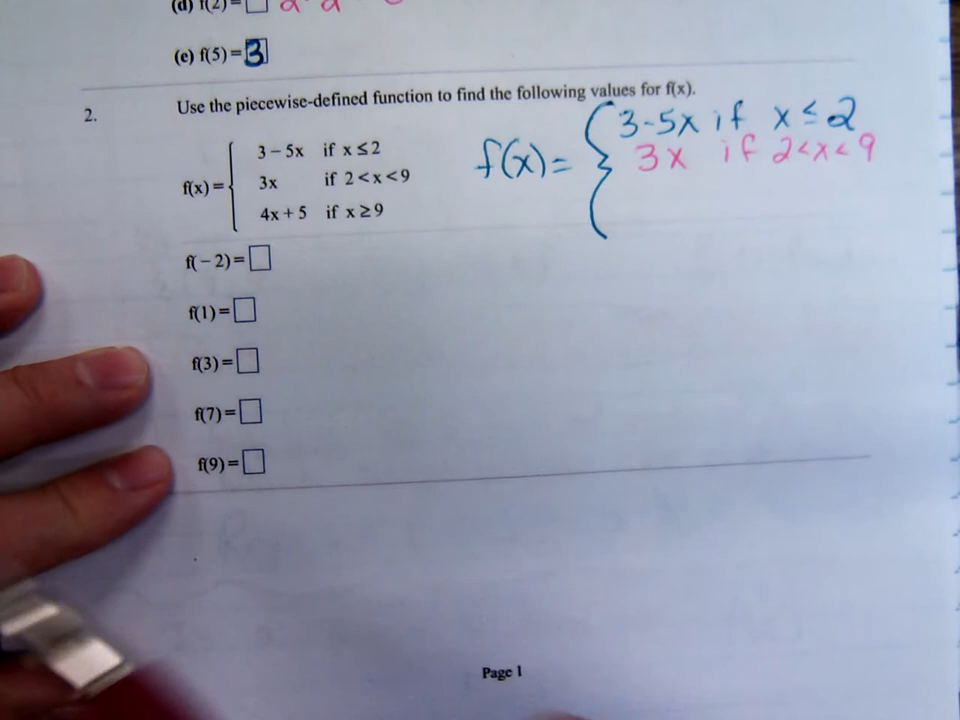 (d) f(2)=
(e) f(5)=3
2. Use the piecewise-defined function to find the following values for f(x).
f(x)= { 3-5x if x≤2
3x if 2<x<9
4x+5 if x≥9
f(x)= { 3-5x if x≤2
3x if 2<x<9
f(-2)=
f(1)=
f(3)=
f(7)=
f(9)=
Page 1